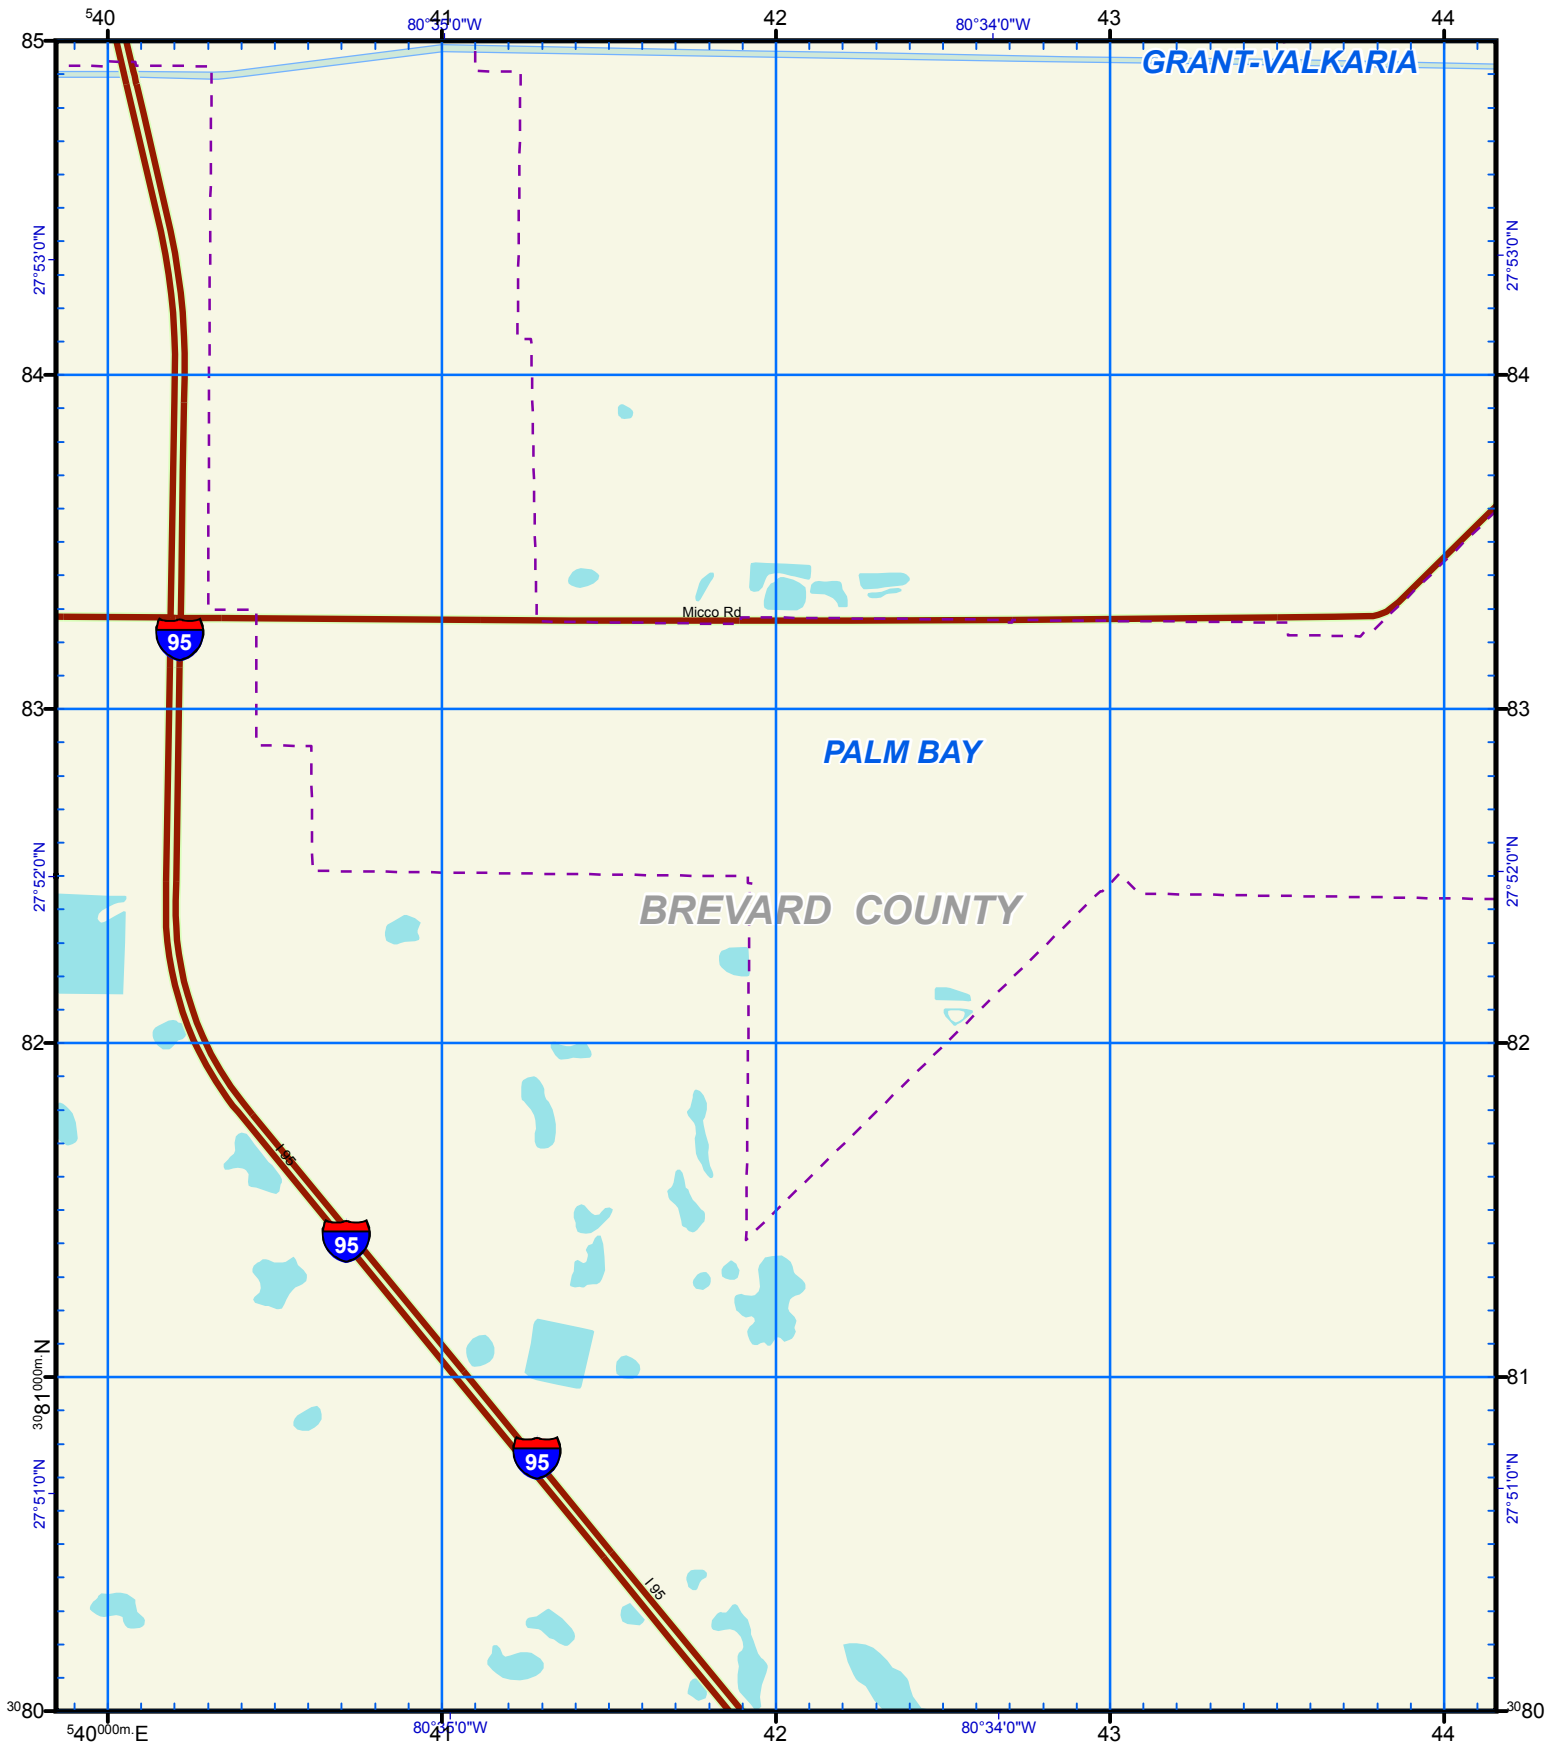 540 41 42 43 44
80°35'0"W 80°34'0"W
85
GRANT-VALKARIA
27°53'0"N 27°53'0"N
84 84
Micco Rd
95
83 83
PALM BAY
27°52'0"N 27°52'0"N
BREVARD COUNTY
82 82
I 95
95
3081000m.N 81
95
27°51'0"N 27°51'0"N
I 95
3080 3080
540000m.E 41 42 43 44
80°35'0"W 80°34'0"W